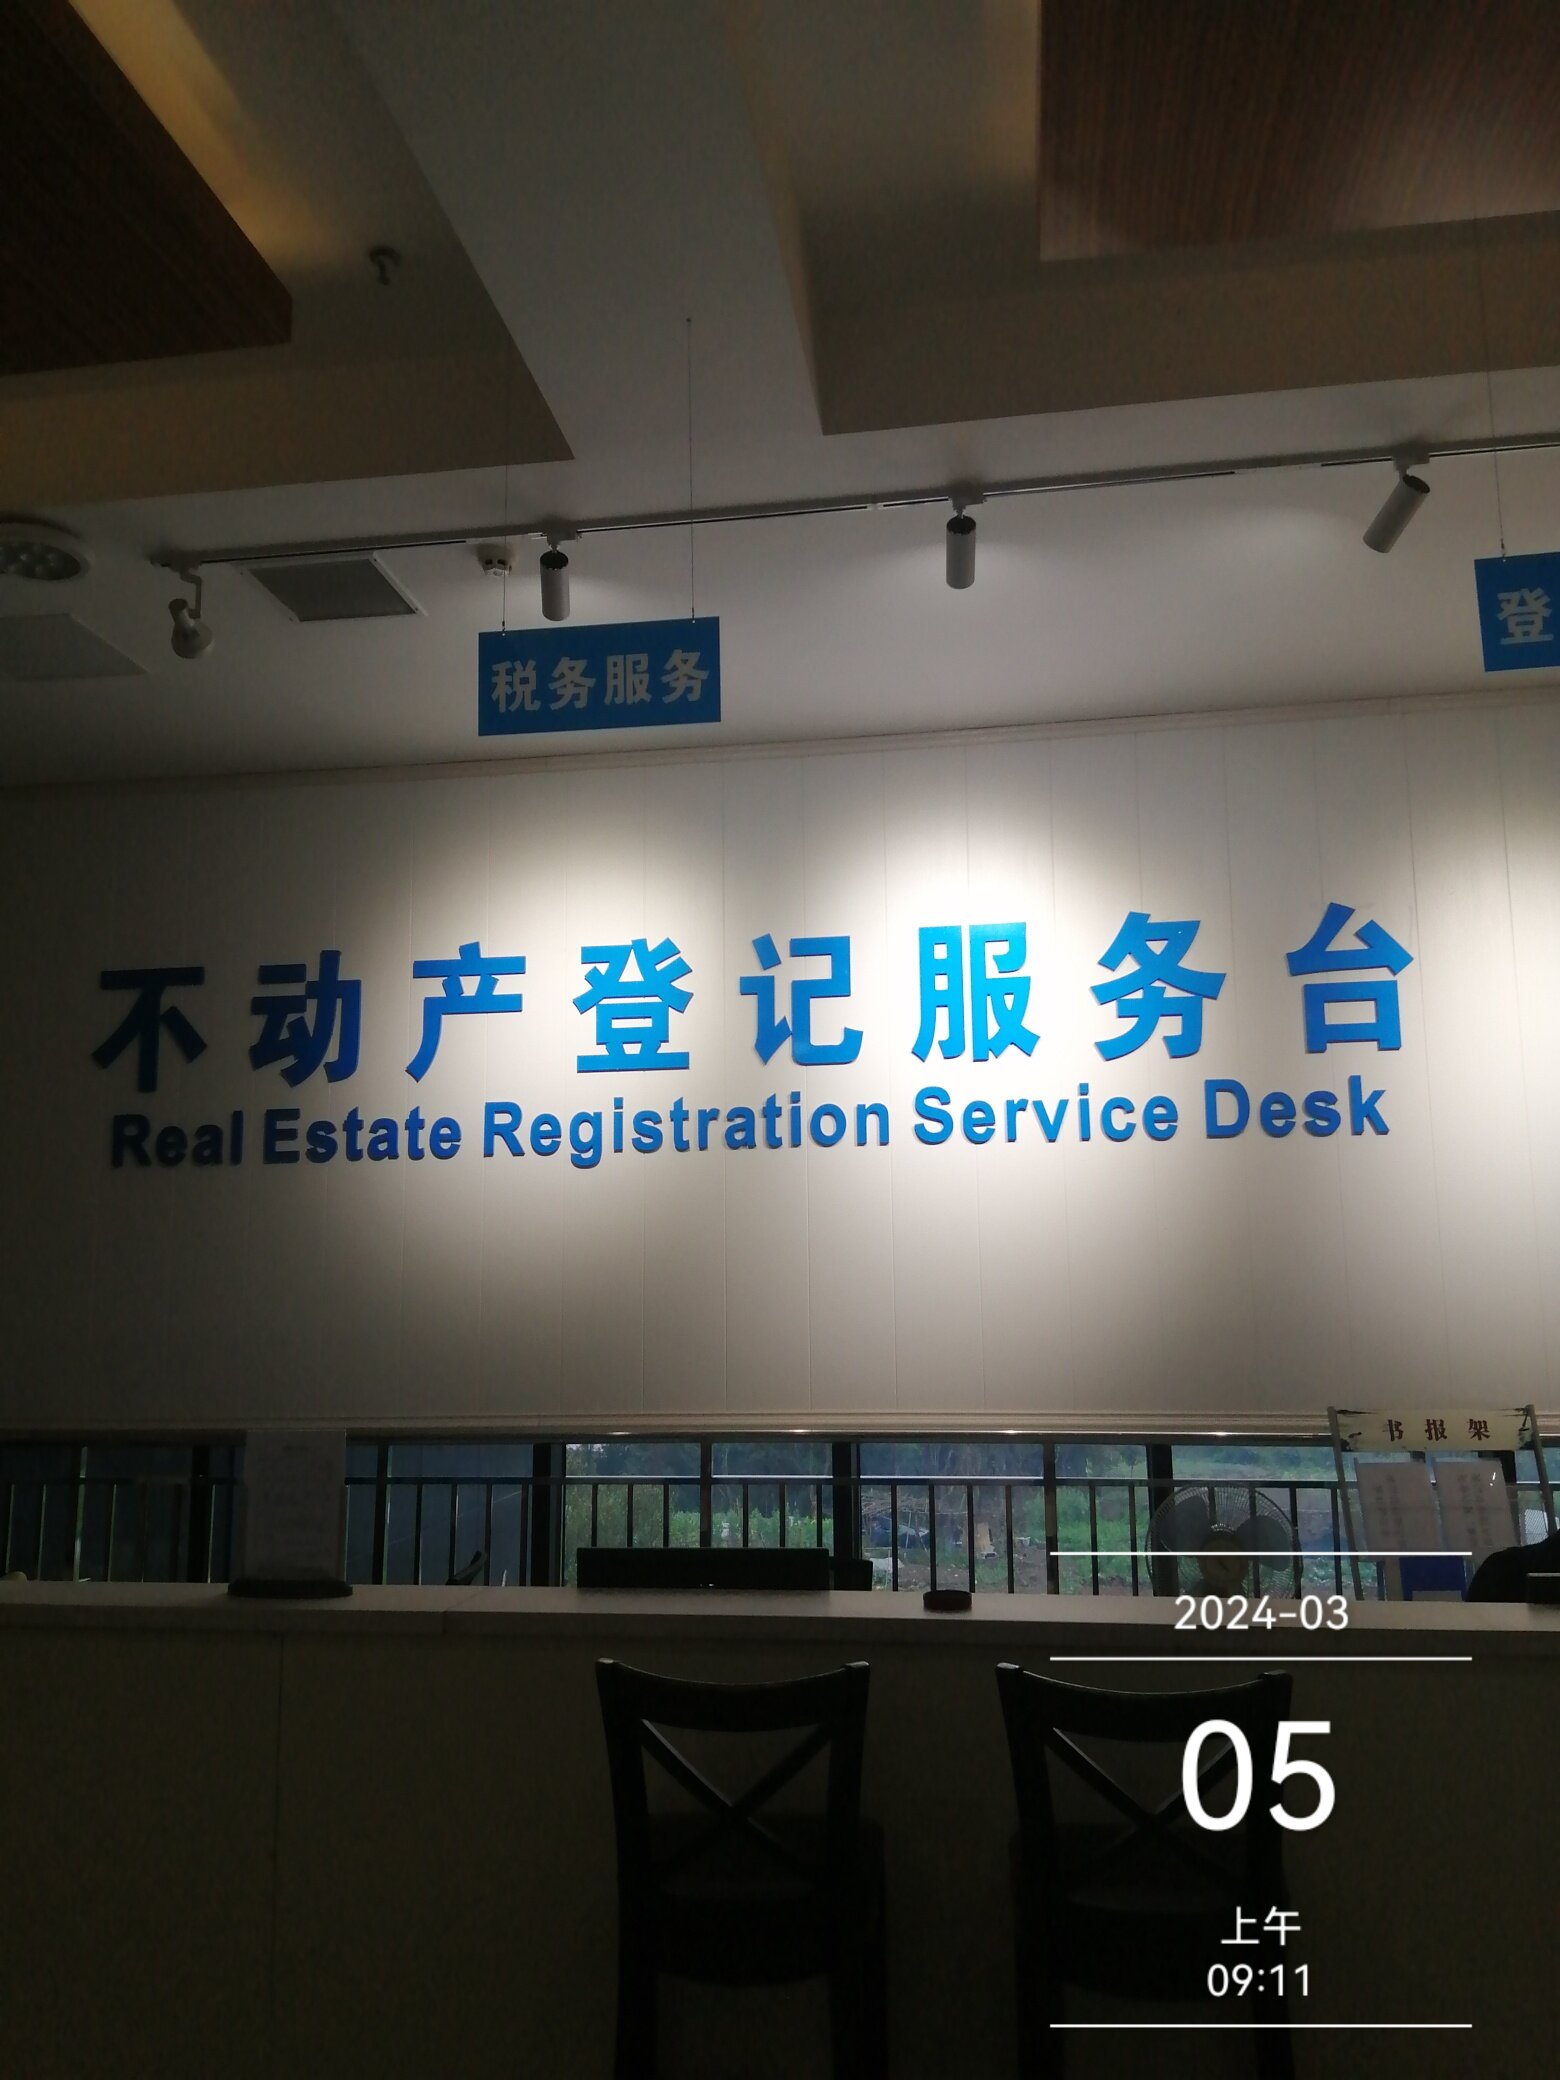 税务服务
登
不动产登记服务台
Real Estate Registration Service Desk
书报架
2024-03
05
上午
09:11